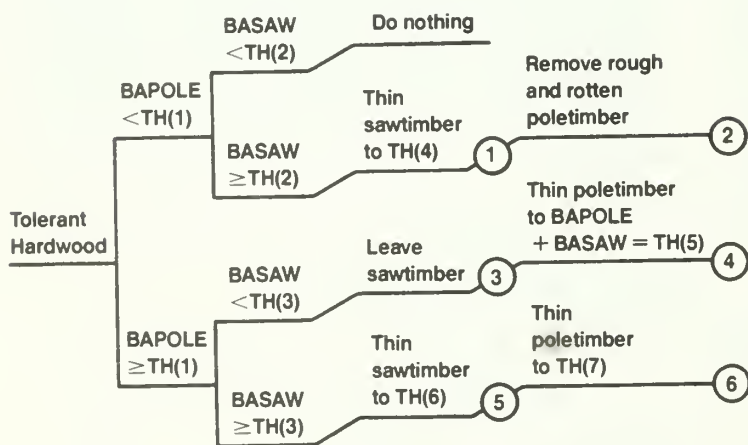 BASAW
<TH(2)
Do nothing
BAPOLE
<TH(1)
Thin
sawtimber
to TH(4)
Remove rough
and rotten
poletimber
BASAW
≥TH(2)
1
2
Tolerant
Hardwood
BASAW
<TH(3)
Leave
sawtimber
Thin poletimber
to BAPOLE
+ BASAW = TH(5)
3
4
BAPOLE
≥TH(1)
Thin
sawtimber
to TH(6)
Thin
poletimber
to TH(7)
BASAW
≥TH(3)
5
6